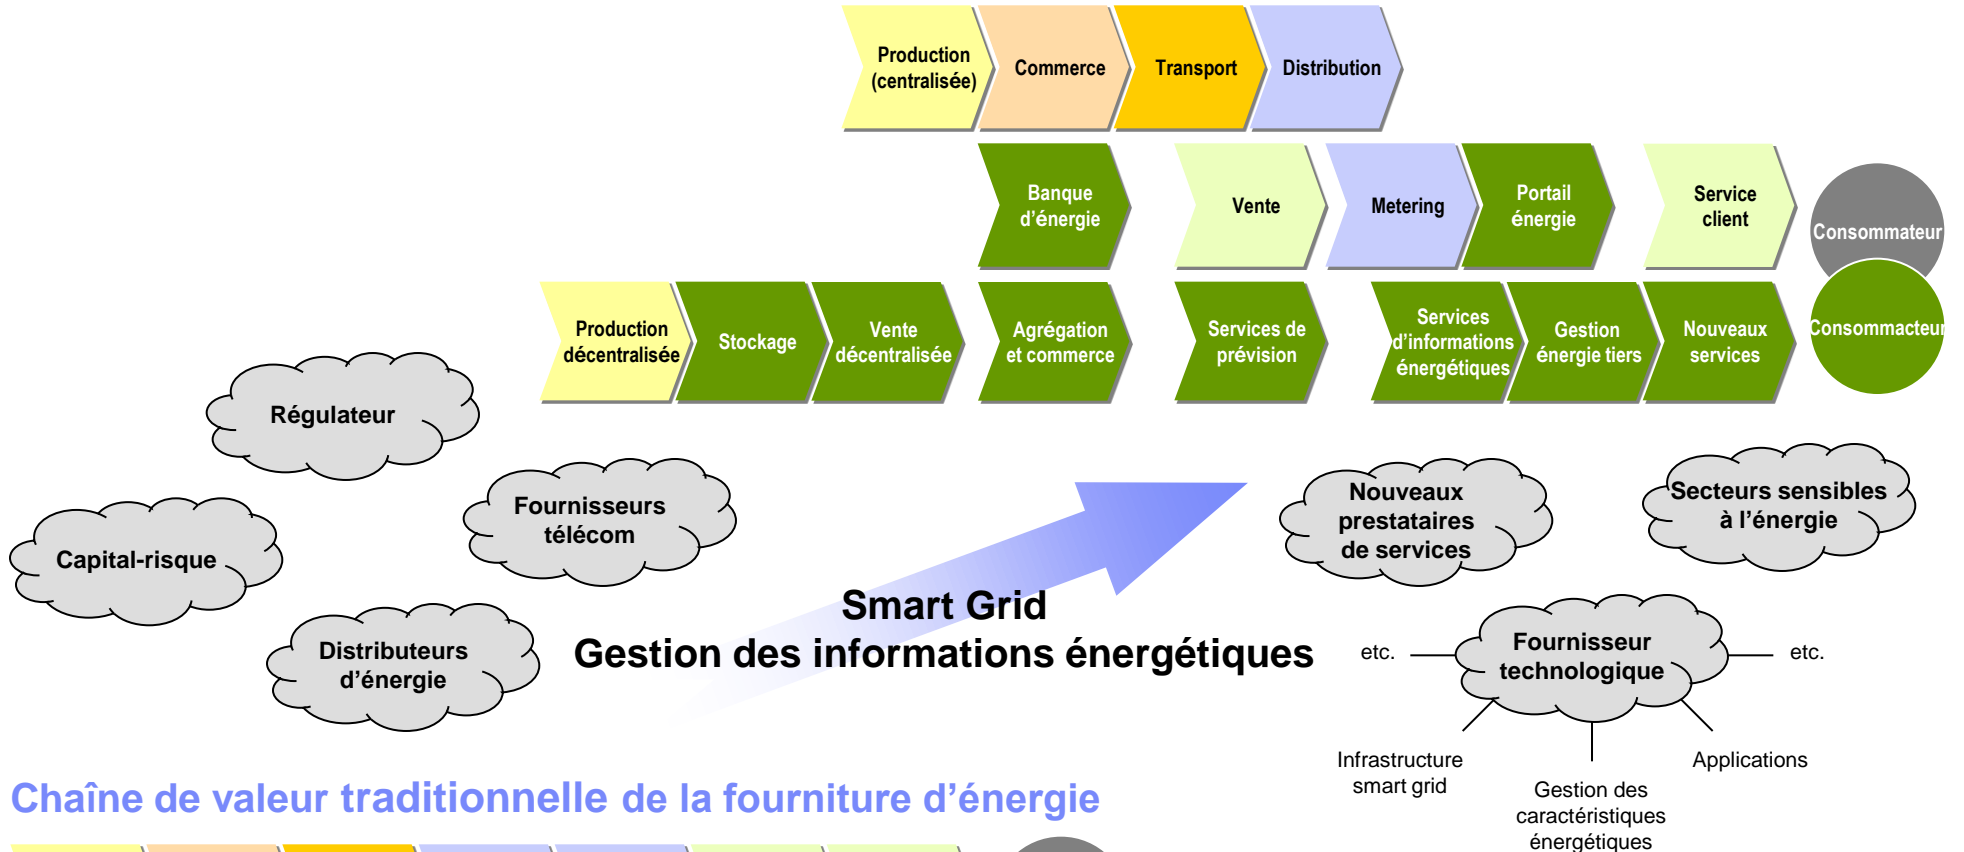 Production
(centralisée)
Commerce
Transport
Distribution
Banque
d’énergie
Vente
Metering
Portail
énergie
Service
client
Consommateur
Production
décentralisée
Stockage
Vente
décentralisée
Agrégation
et commerce
Services de
prévision
Services
d’informations
énergétiques
Gestion
énergie tiers
Nouveaux
services
Consommacteur
Régulateur
Fournisseurs
télécom
Capital-risque
Distributeurs
d’énergie
Smart Grid
Gestion des informations énergétiques
Nouveaux
prestataires
de services
Secteurs sensibles
à l’énergie
etc.
Fournisseur
technologique
etc.
Infrastructure
smart grid
Gestion des
caractéristiques
énergétiques
Applications
Chaîne de valeur traditionnelle de la fourniture d’énergie